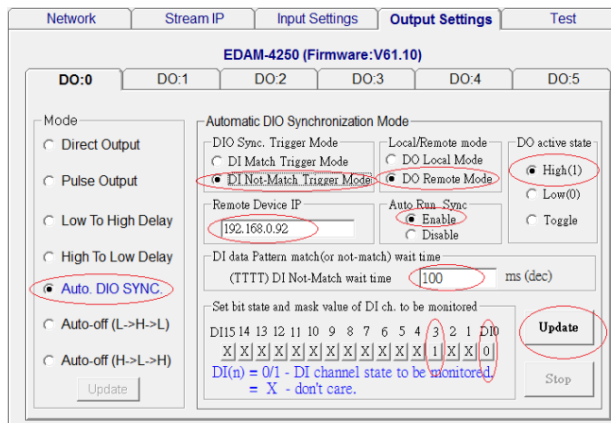 Network Stream IP Input Settings Output Settings Test
EDAM-4250 (Firmware:V61.10)
DO:0 DO:1 DO:2 DO:3 DO:4 DO:5
Mode
Direct Output
Pulse Output
Low To High Delay
High To Low Delay
Auto. DIO SYNC.
Auto-off (L->H->L)
Auto-off (H->L->H)
Update
Automatic DIO Synchronization Mode
DIO Sync. Trigger Mode
DI Match Trigger Mode
DI Not-Match Trigger Mode
Local/Remote mode
DO Local Mode
DO Remote Mode
DO active state
High(1)
Low(0)
Toggle
Remote Device IP
192.168.0.92
Auto Run Sync
Enable
Disable
DI data Pattern match(or not-match) wait time
(TTTT) DI Not-Match wait time 100 ms (dec)
Set bit state and mask value of DI ch. to be monitored
DI15 14 13 12 11 10 9 8 7 6 5 4 3 2 1 DI0
X X X X X X X X X X X X 1 X X 0
DI(n) = 0/1 - DI channel state to be monitored,
= X - don't care.
Update
Stop